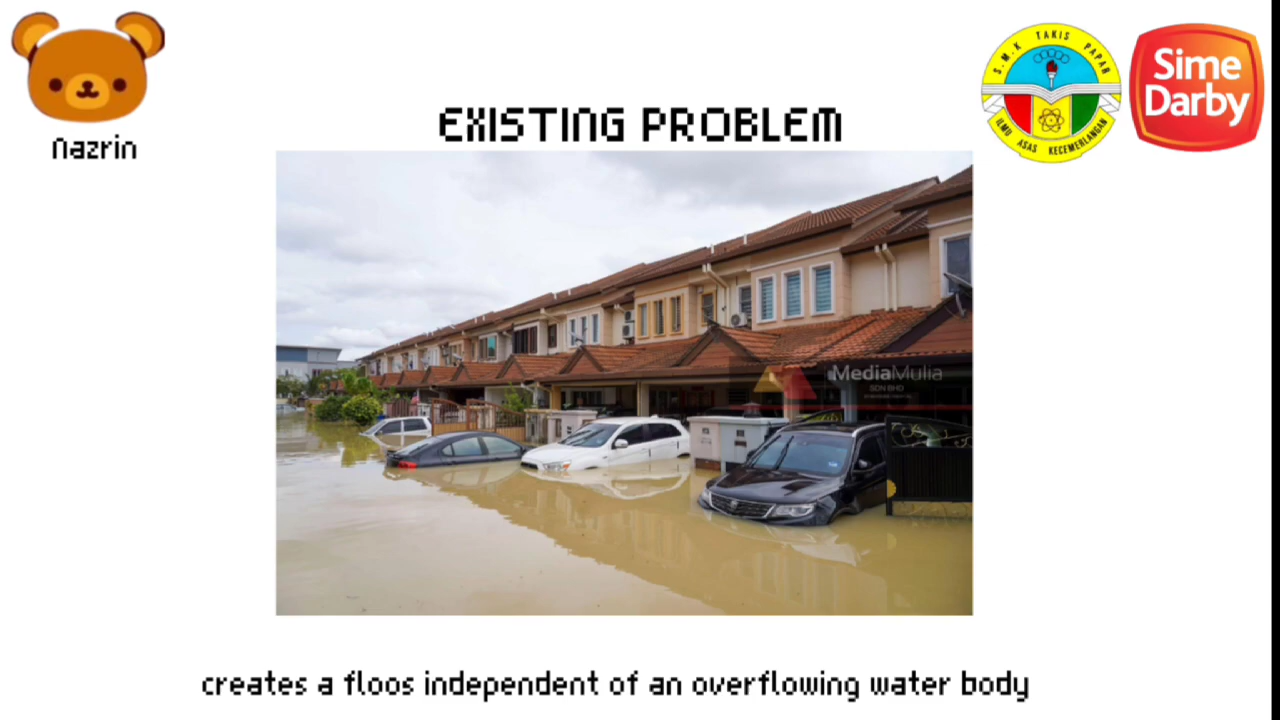 Nazrin
S.M.K TAKIS PAPAR
ILMU ASAS KECEMERLANGAN
Sime
Darby
EXISTING PROBLEM
MediaMulia
SDN BHD
creates a floos independent of an overflowing water body